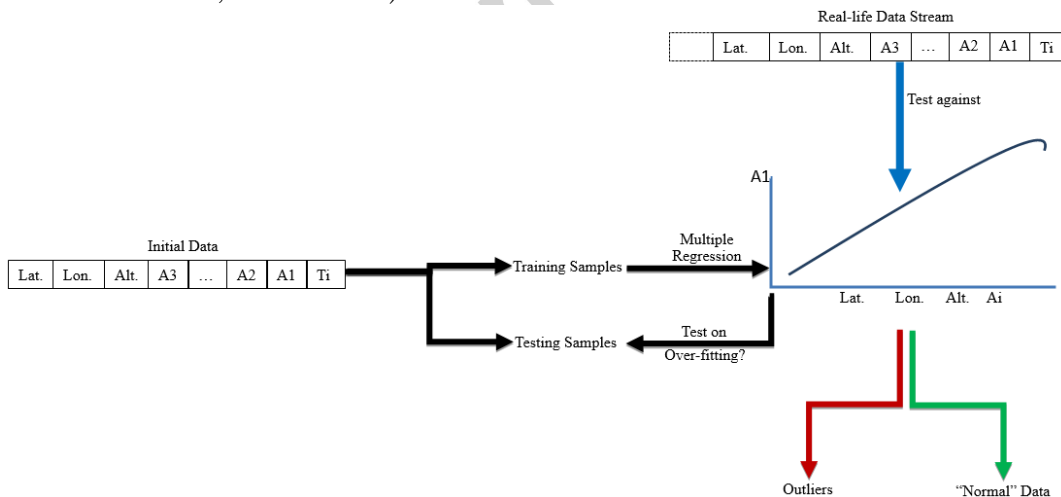 Real-life Data Stream
Lat. Lon. Alt. A3 ... A2 A1 Ti
Test against
A1
Initial Data
Lat. Lon. Alt. A3 ... A2 A1 Ti
Multiple
Regression
Training Samples
Lat. Lon. Alt. Ai
Testing Samples
Test on
Over-fitting?
Outliers
“Normal” Data